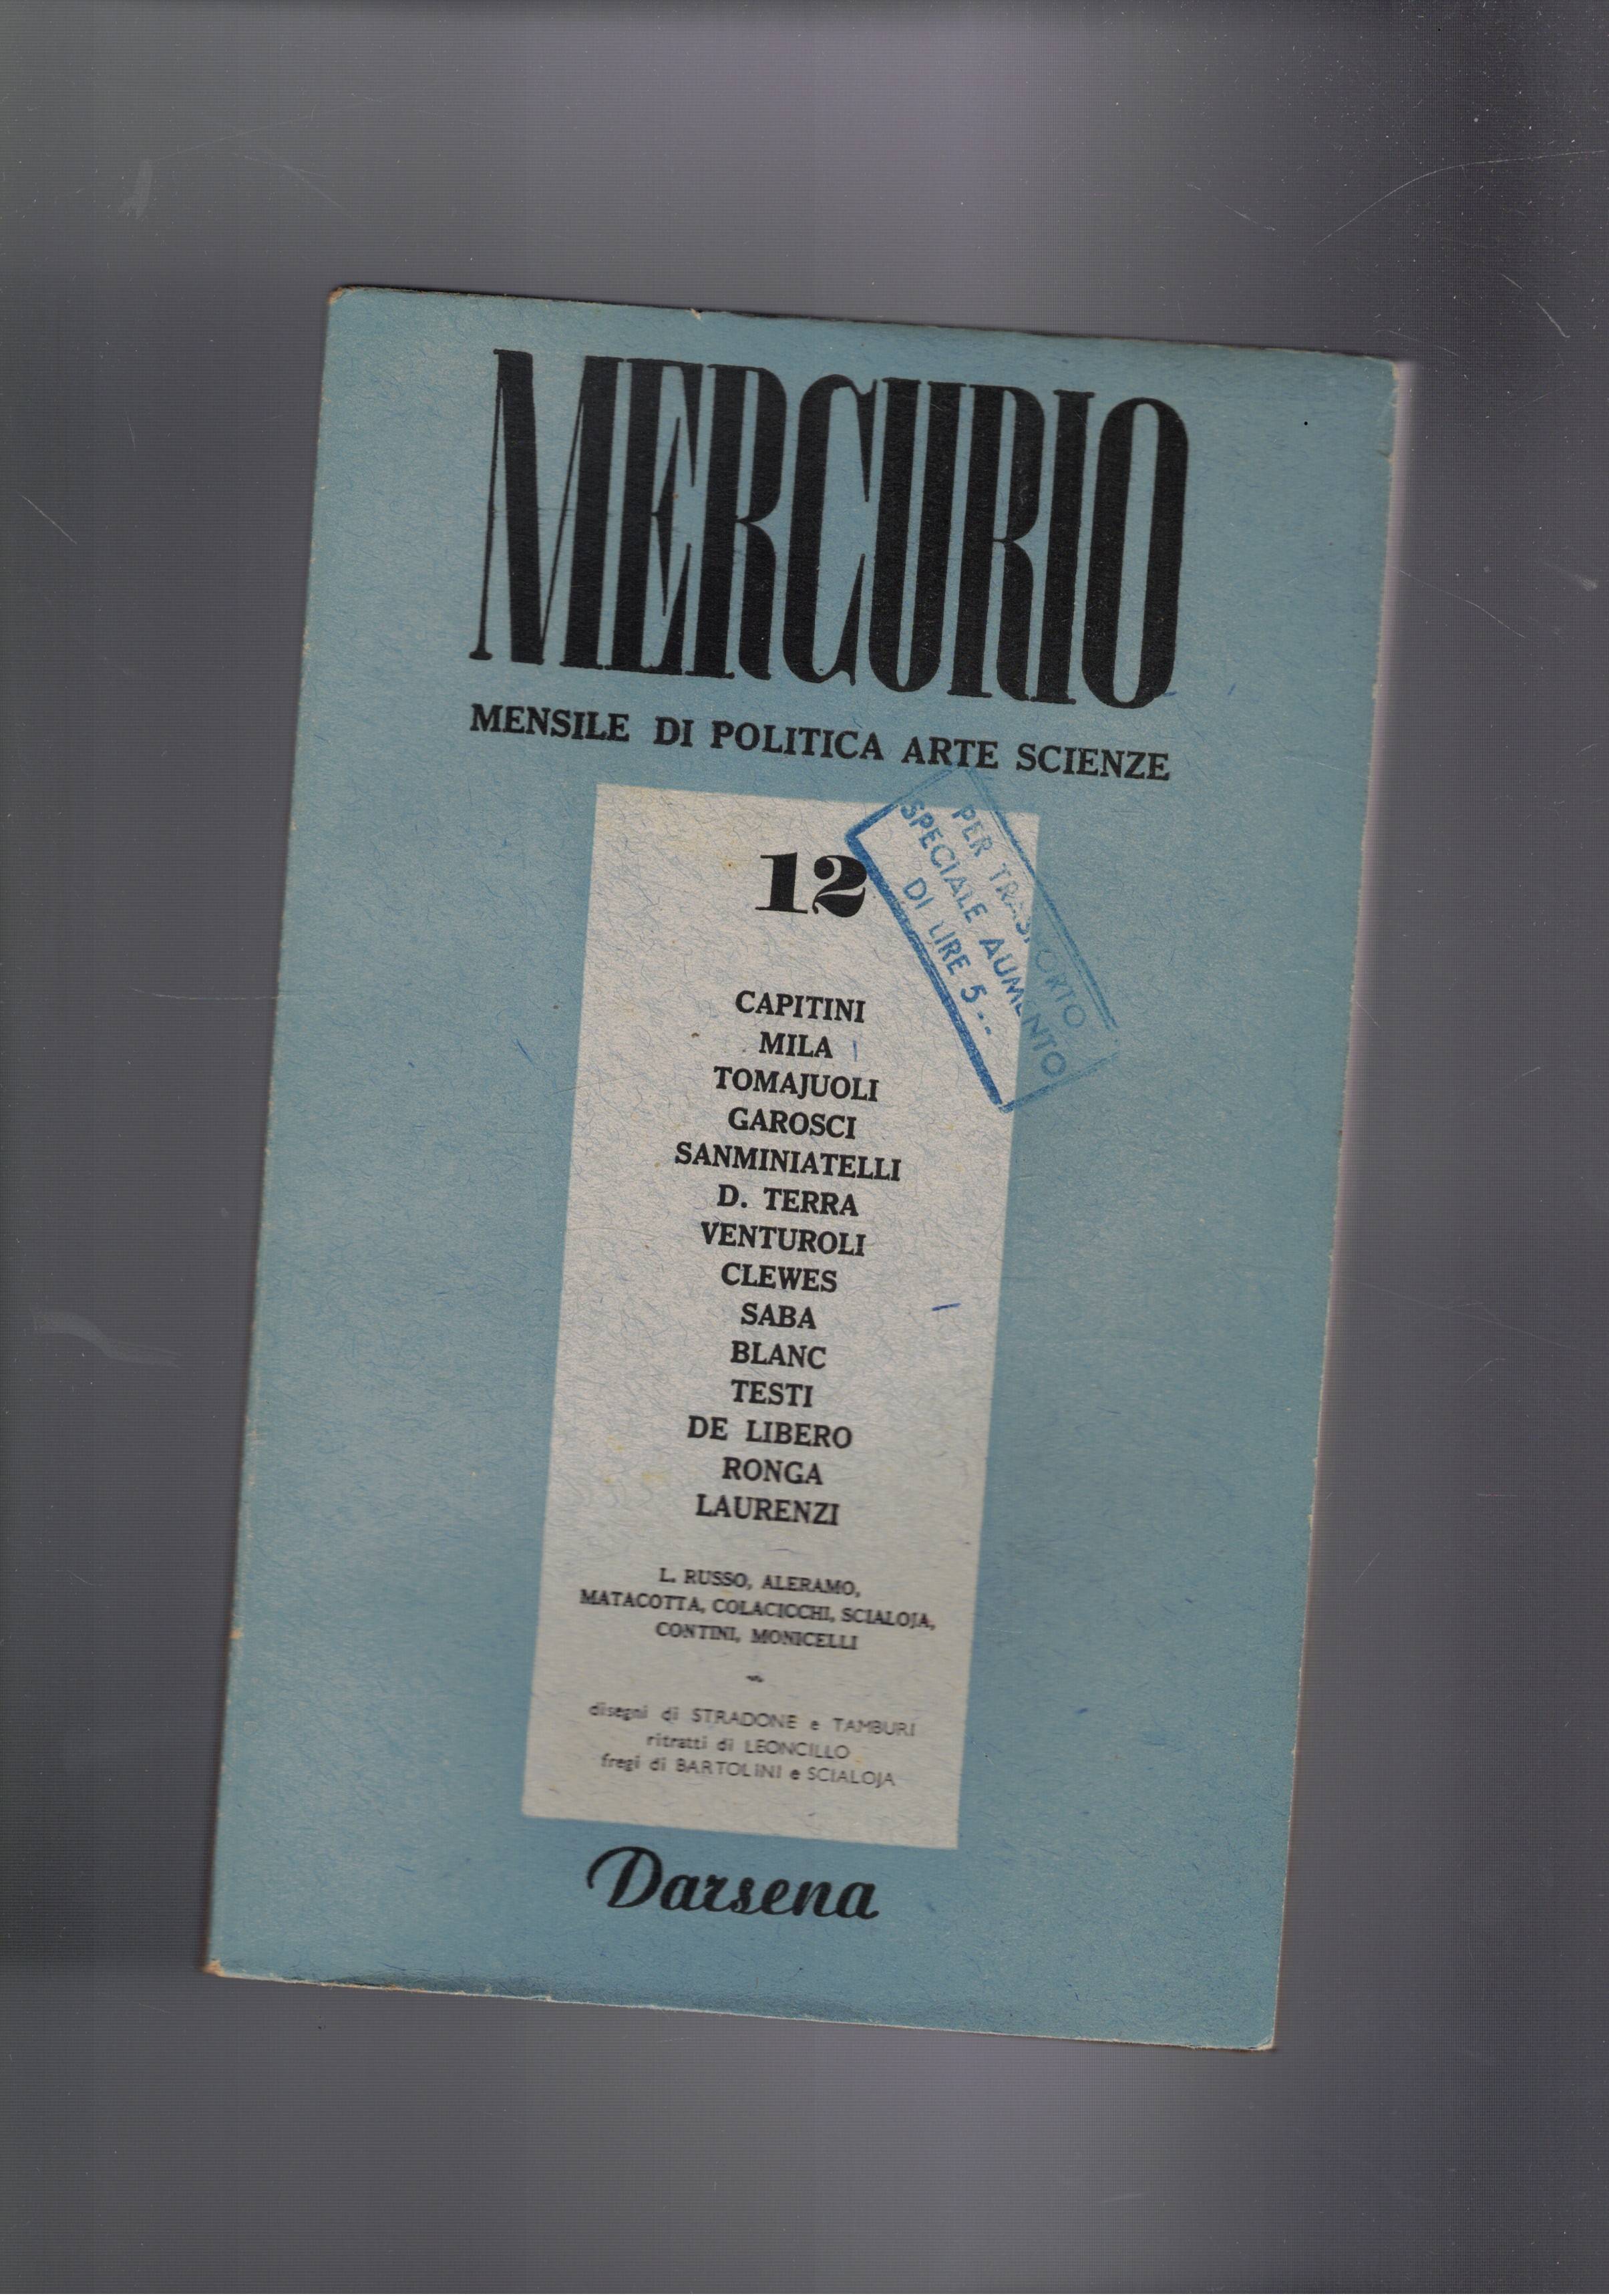 MERCURIO
MENSILE DI POLITICA ARTE SCIENZE
12
PER TRASPORTO
SPECIALE AUMENTO
DI LIRE 5..
CAPITINI
MILA
TOMAJUOLI
GAROSCI
SANMINIATELLI
D. TERRA
VENTUROLI
CLEWES
SABA
BLANC
TESTI
DE LIBERO
RONGA
LAURENZI
L. RUSSO, ALERAMO,
MATACOTTA, COLACICCHI, SCIALOJA,
CONTINI, MONICELLI
disegni di STRADONE e TAMBURI
ritratti di LEONCILLO
fregi di BARTOLINI e SCIALOJA
Darsena